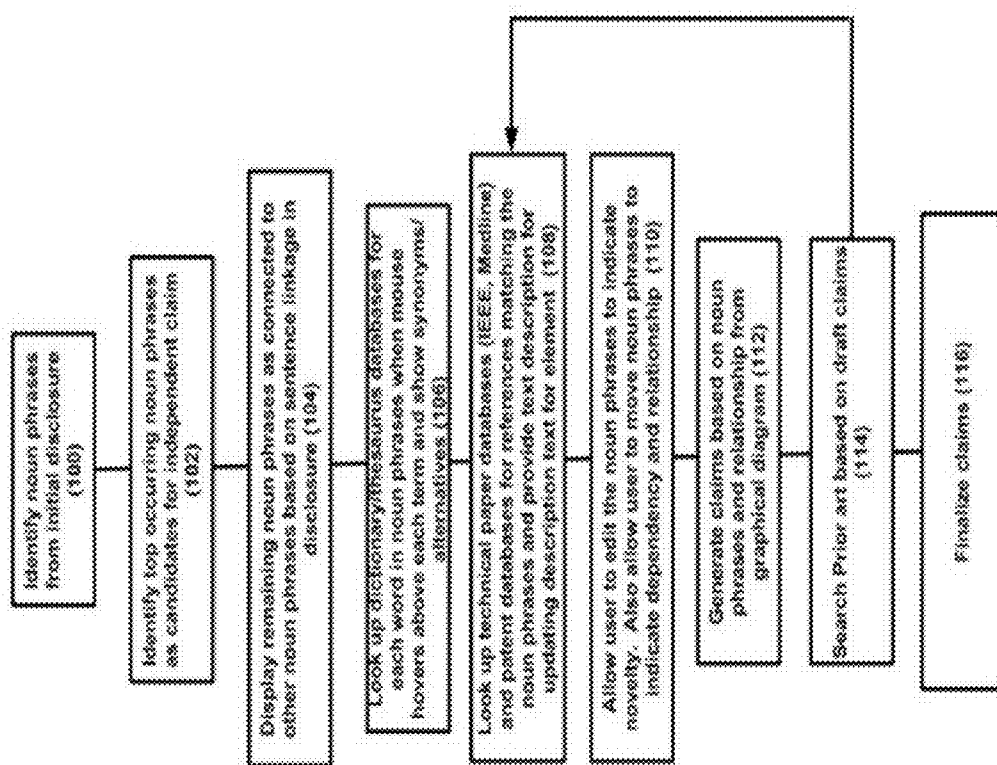 Identify noun phrases
from initial disclosure
(100)
Identify top occurring noun phrases
as candidates for independent claim
(102)
Display remaining noun phrases as connected to
other noun phrases based on sentence linkage in
disclosure (104)
Look up dictionary/thesaurus databases for
each word in noun phrases when mouse
hovers above each term and show synonyms/
alternatives (106)
Look up technical paper databases (IEEE, Medline)
and patent databases for references matching the
noun phrases and provide text description for
updating description text for element (108)
Allow user to edit the noun phrases to indicate
novelty. Also allow user to move noun phrases to
indicate dependency and relationship (110)
Generate claims based on noun
phrases and relationship from
graphical diagram (112)
Search Prior art based on draft claims
(114)
Finalize claims (116)